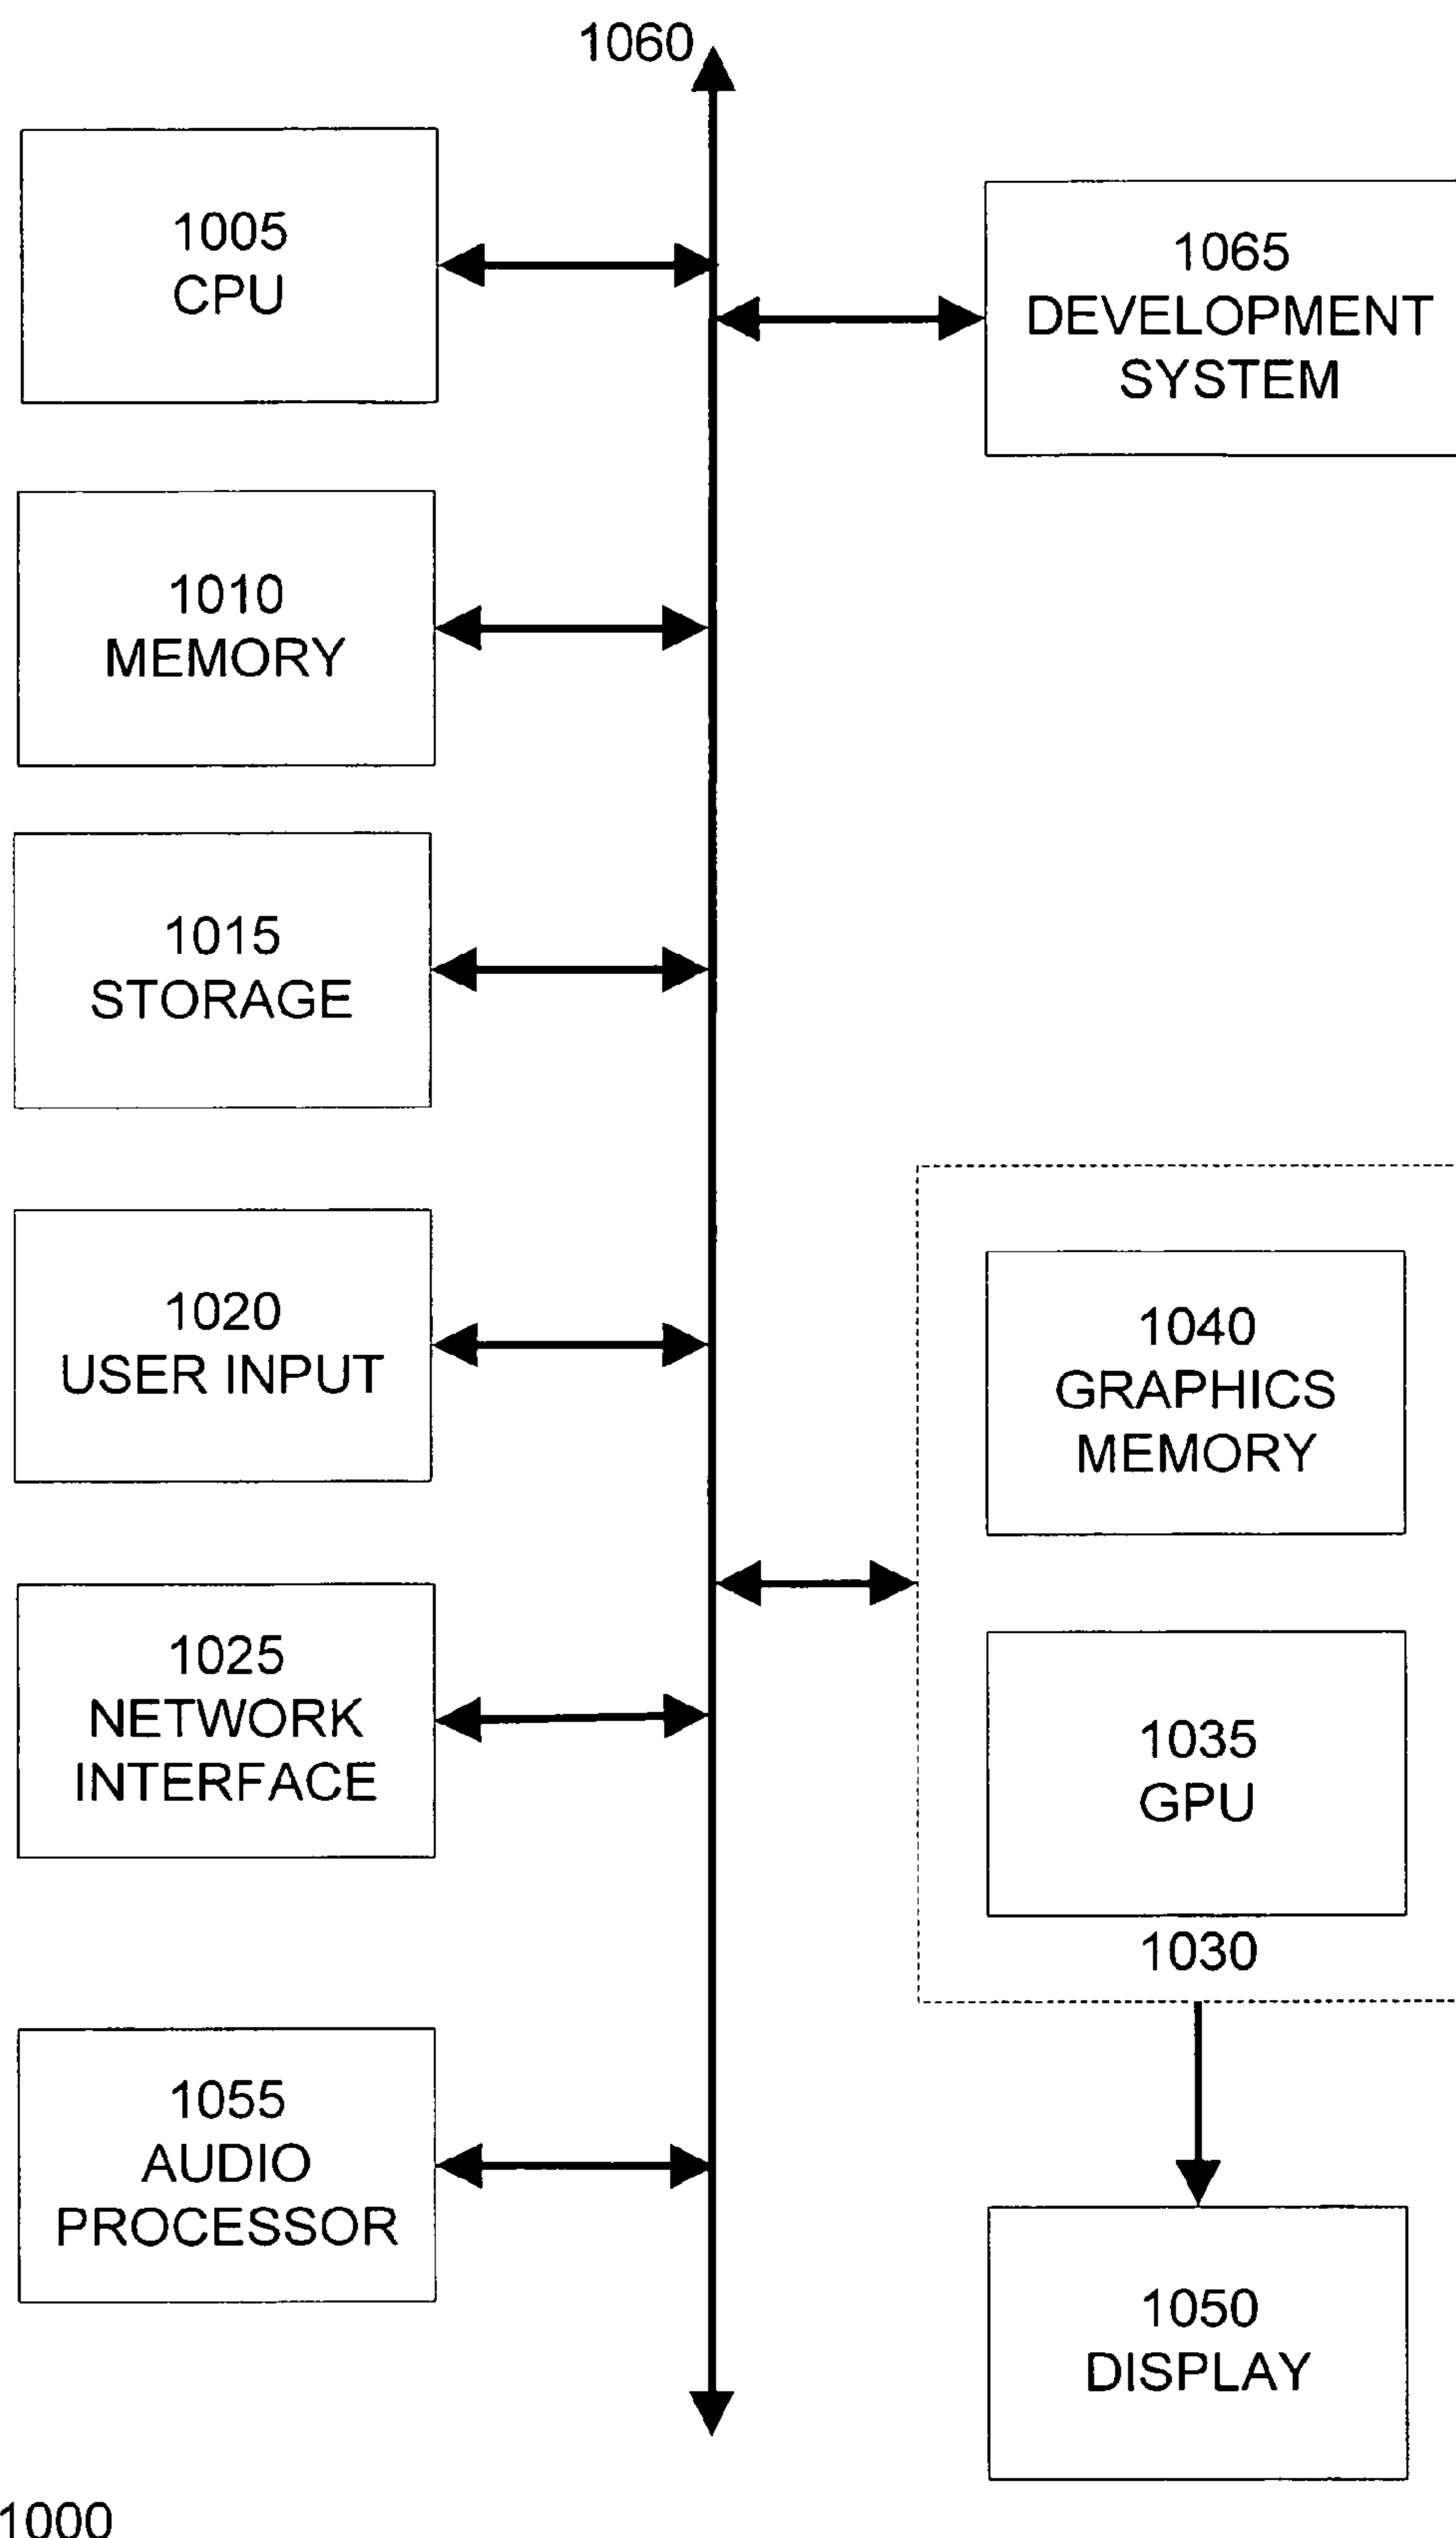 1060
1005
CPU
1065
DEVELOPMENT
SYSTEM
1010
MEMORY
1015
STORAGE
1020
USER INPUT
1040
GRAPHICS
MEMORY
1025
NETWORK
INTERFACE
1035
GPU
1030
1055
AUDIO
PROCESSOR
1050
DISPLAY
1000